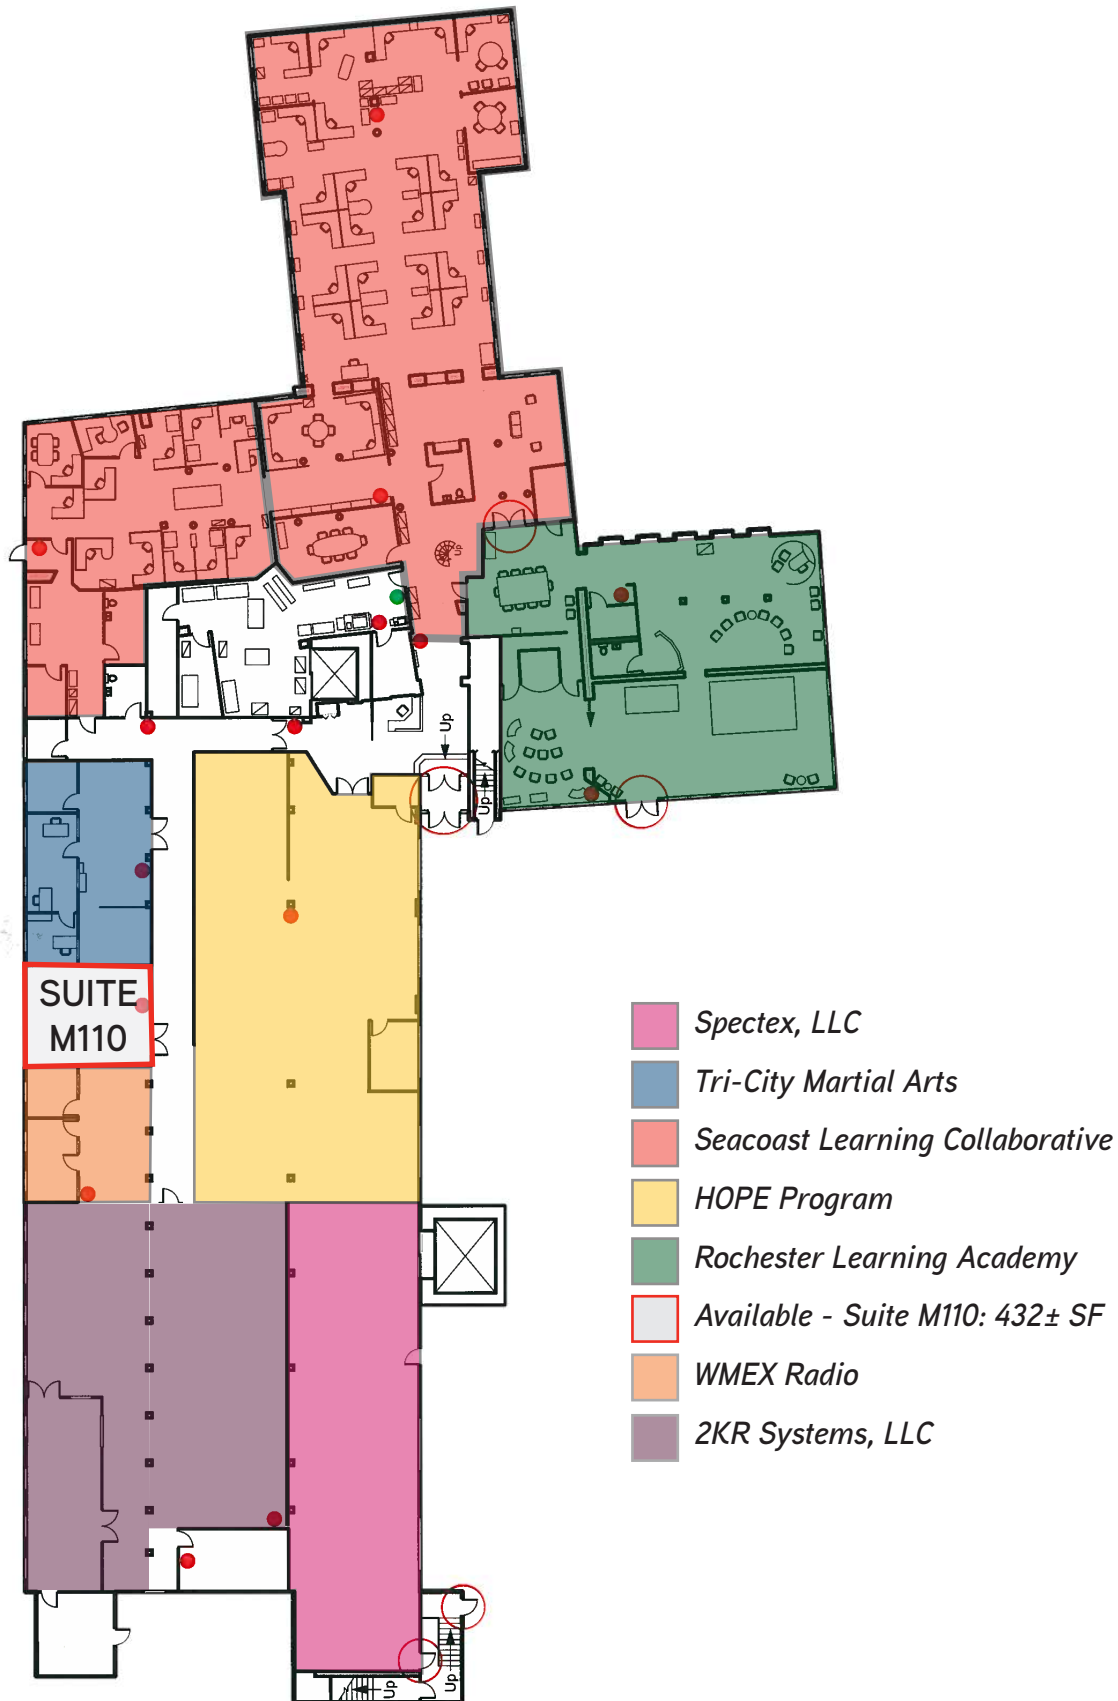 Up
Up
Up
SUITE
M110
Spectex, LLC
Tri-City Martial Arts
Seacoast Learning Collaborative
HOPE Program
Rochester Learning Academy
Available - Suite M110: 432± SF
WMEX Radio
2KR Systems, LLC
Up
Up